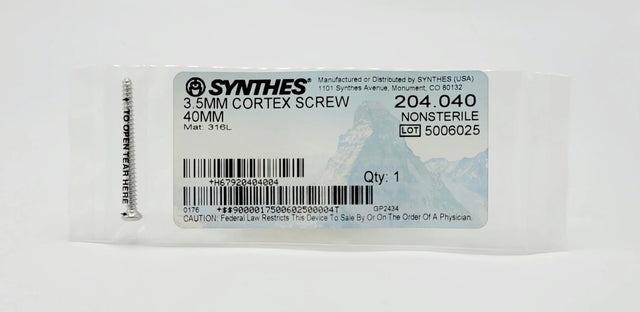 TO OPEN TEAR HERE
SYNTHES® Manufactured or Distributed by SYNTHES (USA)
1101 Synthes Avenue, Monument, CO 80132
3.5MM CORTEX SCREW 204.040
40MM NONSTERILE
Mat: 316L LOT 5006025
+H67920404004 Qty: 1
0176 +$$9000017500602500004T GP2434
CAUTION: Federal Law Restricts This Device To Sale By Or On The Order Of A Physician.